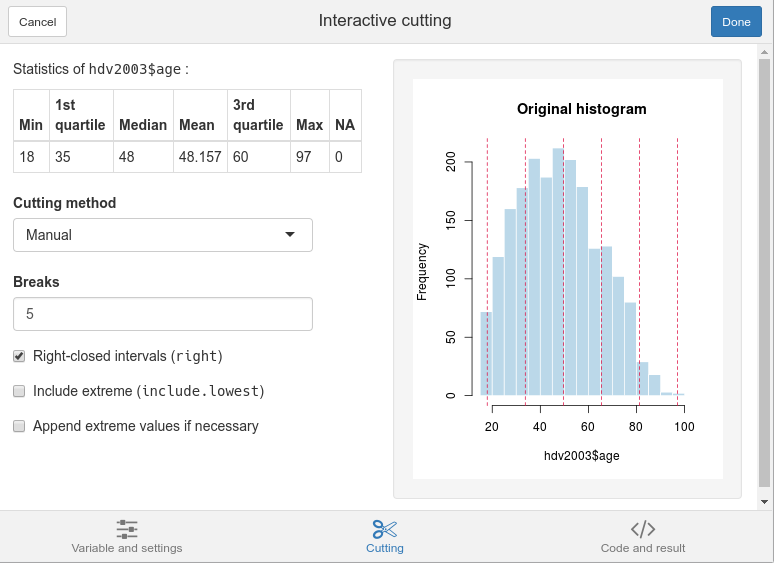 Cancel
Interactive cutting
Done
Statistics of hdv2003$age :
Min 1st quartile Median Mean 3rd quartile Max NA
18 35 48 48.157 60 97 0
Cutting method
Manual
Breaks
5
Right-closed intervals (right)
Include extreme (include.lowest)
Append extreme values if necessary
Original histogram
Frequency
200
150
100
50
0
20 40 60 80 100
hdv2003$age
Variable and settings
Cutting
Code and result